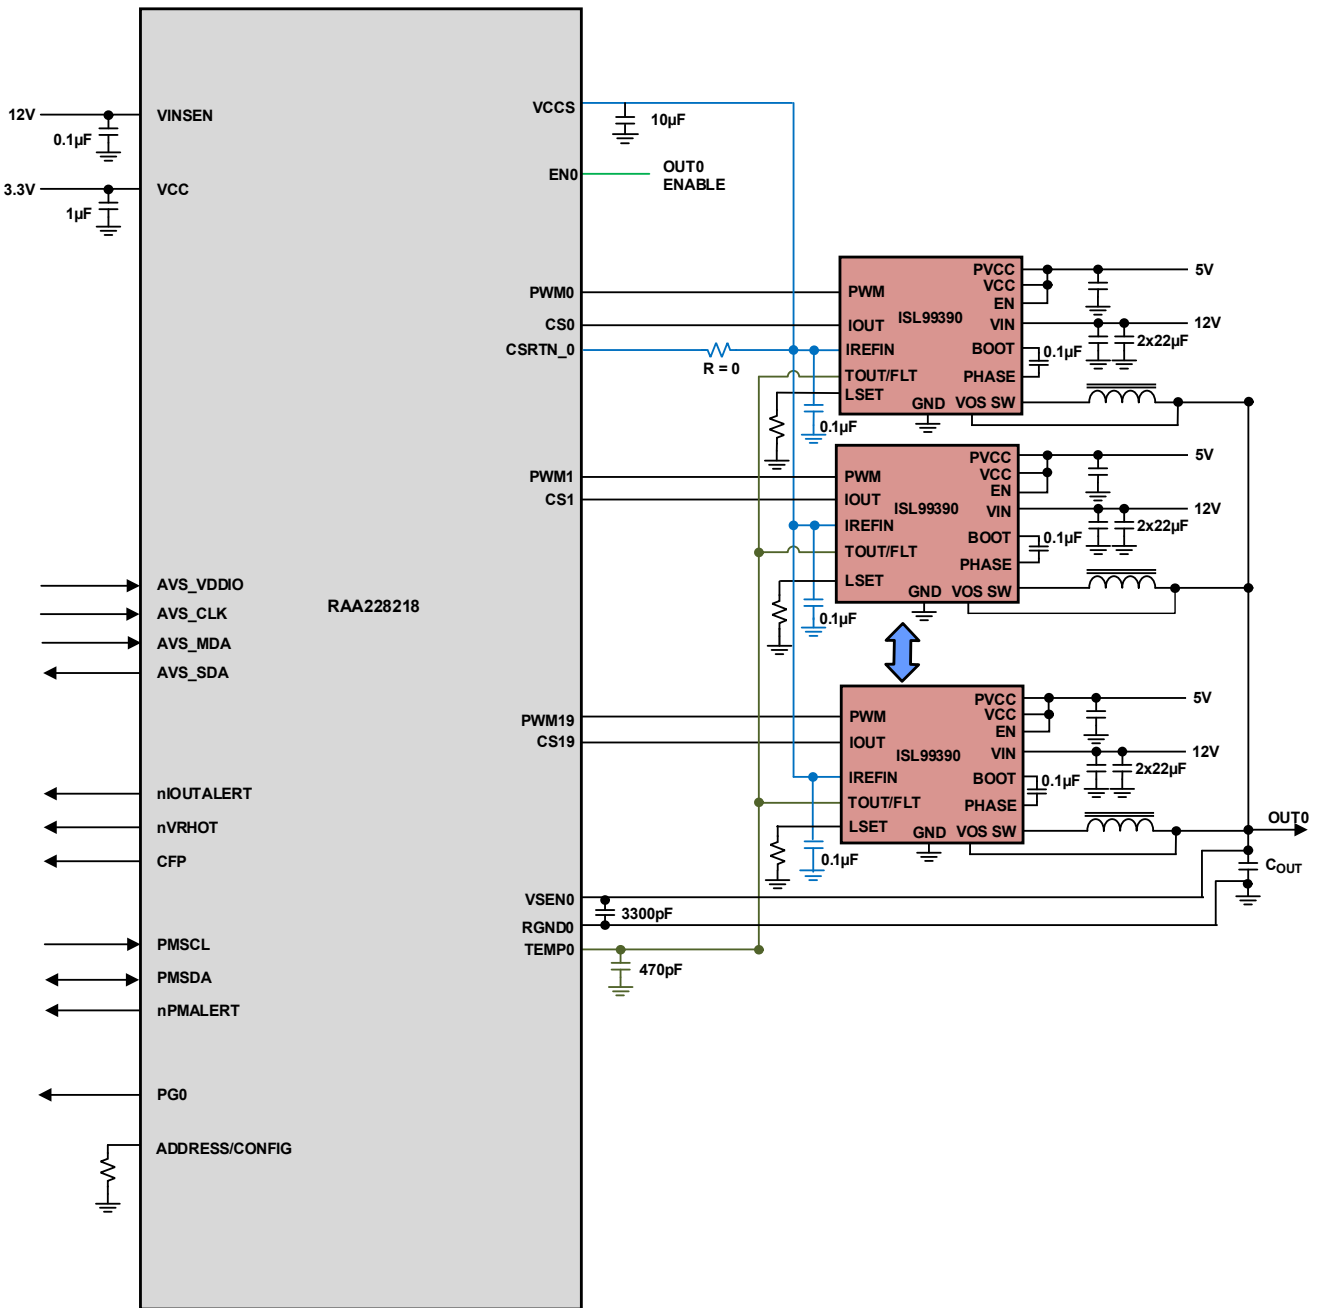 12V
0.1µF
VINSEN
3.3V
1µF
VCC
AVS_VDDIO
AVS_CLK
AVS_MDA
AVS_SDA
nIOUTALERT
nVRHOT
CFP
PMSCL
PMSDA
nPMALERT
PG0
ADDRESS/CONFIG
RAA228218
VCCS
10µF
EN0
OUT0
ENABLE
PWM0
CS0
CSRTN_0
R = 0
PWM1
CS1
PWM19
CS19
VSEN0
3300pF
RGND0
TEMP0
470pF
PWM
IOUT
IREFIN
TOUT/FLT
LSET
ISL99390
GND
PVCC
VCC
EN
VIN
BOOT
PHASE
VOS SW
5V
12V
2x22µF
0.1µF
0.1µF
PWM
IOUT
IREFIN
TOUT/FLT
LSET
ISL99390
GND
PVCC
VCC
EN
VIN
BOOT
PHASE
VOS SW
5V
12V
2x22µF
0.1µF
0.1µF
PWM
IOUT
IREFIN
TOUT/FLT
LSET
ISL99390
GND
PVCC
VCC
EN
VIN
BOOT
PHASE
VOS SW
5V
12V
2x22µF
0.1µF
0.1µF
OUT0
COUT